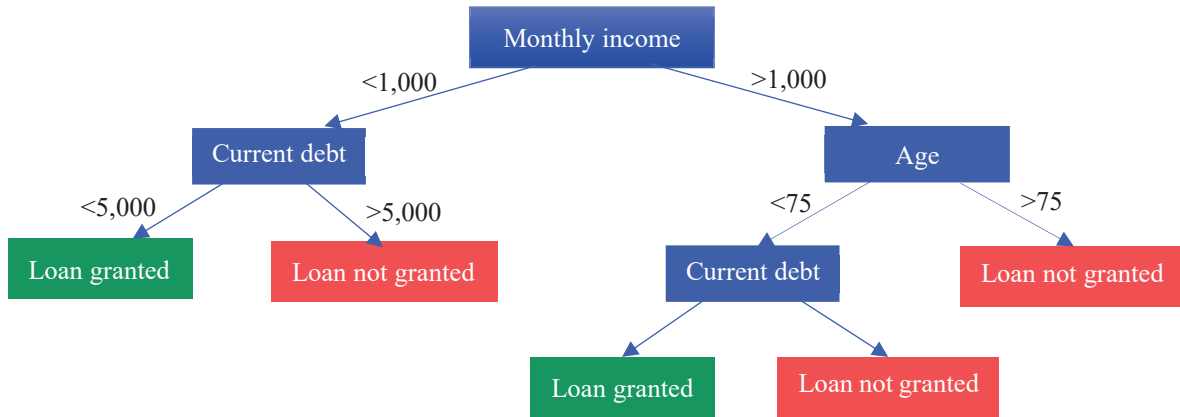 Monthly income
<1,000
>1,000
Current debt
Age
<5,000
>5,000
<75
>75
Loan granted
Loan not granted
Current debt
Loan not granted
Loan granted
Loan not granted